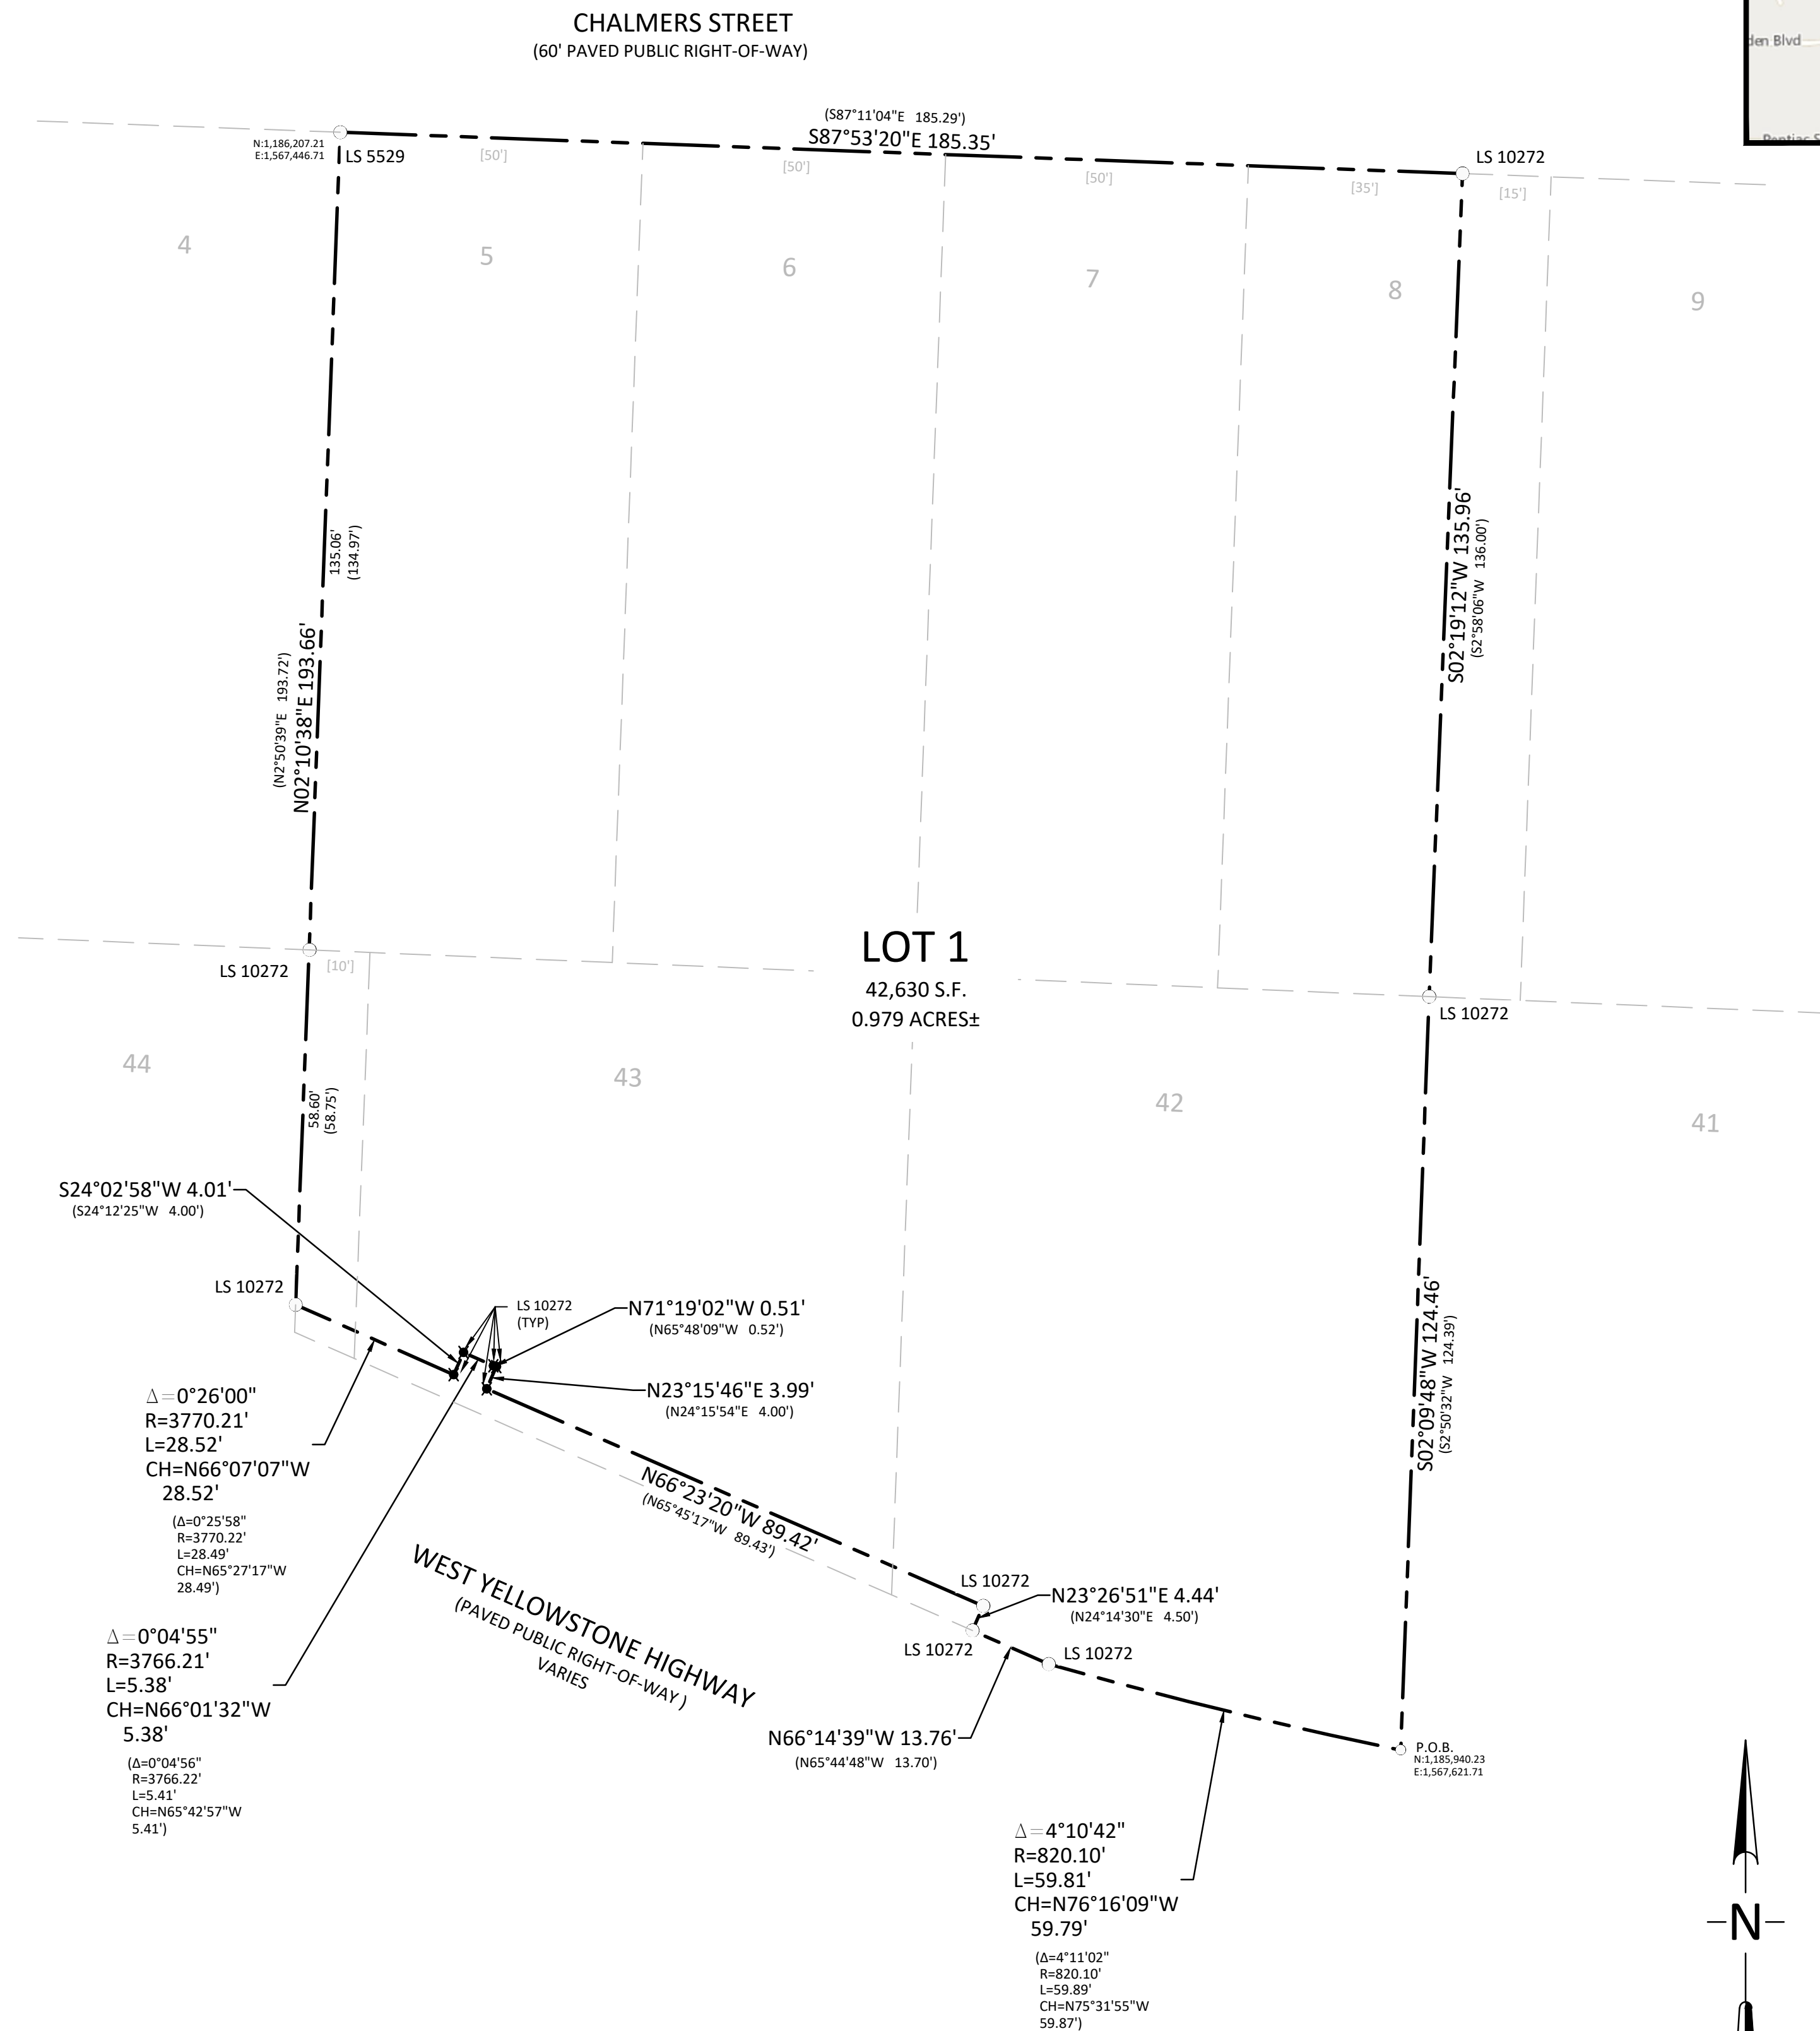 CHALMERS STREET
(60' PAVED PUBLIC RIGHT-OF-WAY)
den Blvd
(S87°11'04"E 185.29')
S87°53'20"E 185.35'
N:1,186,207.21
E:1,567,446.71
LS 5529
LS 10272
[50']
[50']
[50']
[35']
[15']
4
5
6
7
8
9
135.06'
(134.97')
S02°19'12"W 135.96'
(S2°58'06"W 136.00')
(N2°50'39"E 193.72')
N02°10'38"E 193.66'
LOT 1
42,630 S.F.
0.979 ACRES±
LS 10272
[10']
LS 10272
44
43
42
41
58.60'
(58.75')
S24°02'58"W 4.01'
(S24°12'25"W 4.00')
LS 10272
LS 10272
(TYP)
N71°19'02"W 0.51'
(N65°48'09"W 0.52')
N23°15'46"E 3.99'
(N24°15'54"E 4.00')
S02°09'48"W 124.46'
(S2°50'32"W 124.39')
Δ=0°26'00"
R=3770.21'
L=28.52'
CH=N66°07'07"W
28.52'
(Δ=0°25'58"
R=3770.22'
L=28.49'
CH=N65°27'17"W
28.49')
N66°23'20"W 89.42'
(N65°45'17"W 89.43')
WEST YELLOWSTONE HIGHWAY
(PAVED PUBLIC RIGHT-OF-WAY )
VARIES
LS 10272
N23°26'51"E 4.44'
(N24°14'30"E 4.50')
LS 10272
LS 10272
Δ=0°04'55"
R=3766.21'
L=5.38'
CH=N66°01'32"W
5.38'
(Δ=0°04'56"
R=3766.22'
L=5.41'
CH=N65°42'57"W
5.41')
N66°14'39"W 13.76'
(N65°44'48"W 13.70')
P.O.B.
N:1,185,940.23
E:1,567,621.71
Δ=4°10'42"
R=820.10'
L=59.81'
CH=N76°16'09"W
59.79'
(Δ=4°11'02"
R=820.10'
L=59.89'
CH=N75°31'55"W
59.87')
N